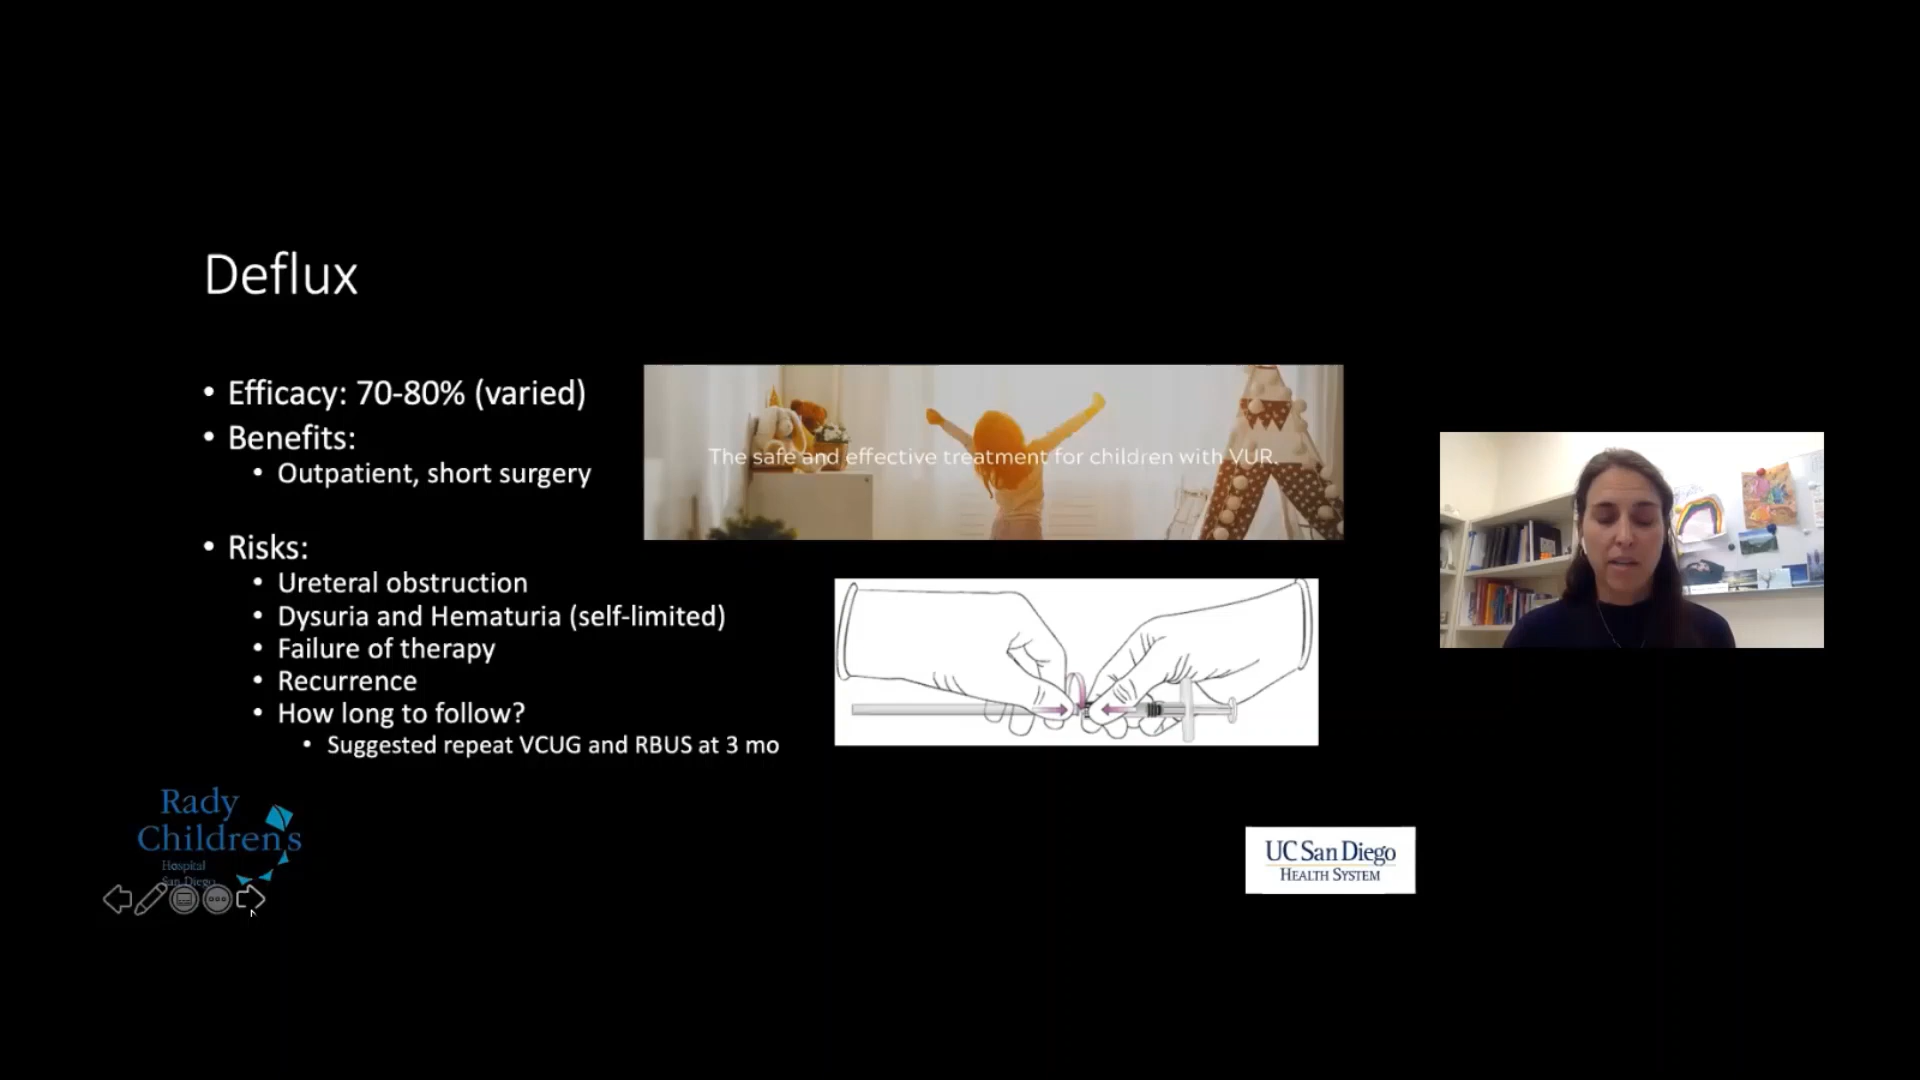 Deflux
• Efficacy: 70-80% (varied)
• Benefits:
• Outpatient, short surgery
• Risks:
• Ureteral obstruction
• Dysuria and Hematuria (self-limited)
• Failure of therapy
• Recurrence
• How long to follow?
• Suggested repeat VCUG and RBUS at 3 mo
The safe and effective treatment for children with VUR.
Rady
Children's
Hospital
San Diego
UC San Diego
HEALTH SYSTEM